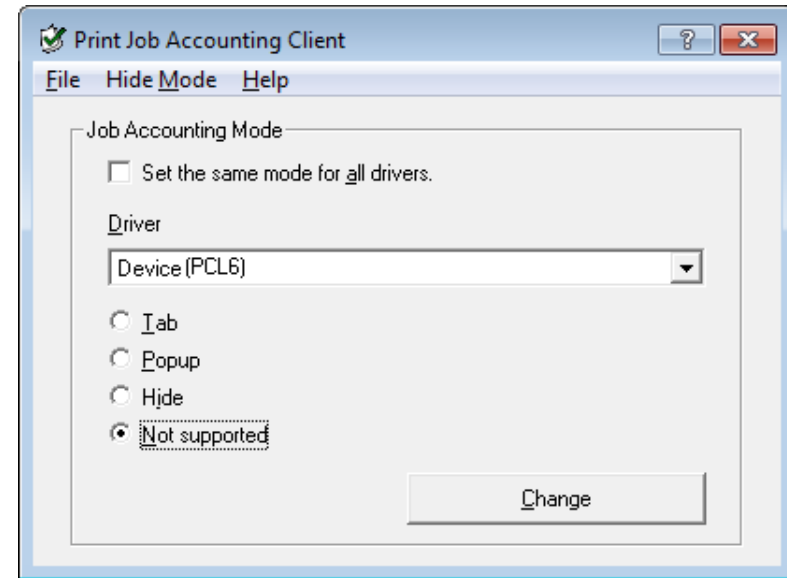 Print Job Accounting Client
File Hide Mode Help
Job Accounting Mode
Set the same mode for all drivers.
Driver
Device (PCL6)
Tab
Popup
Hide
Not supported
Change